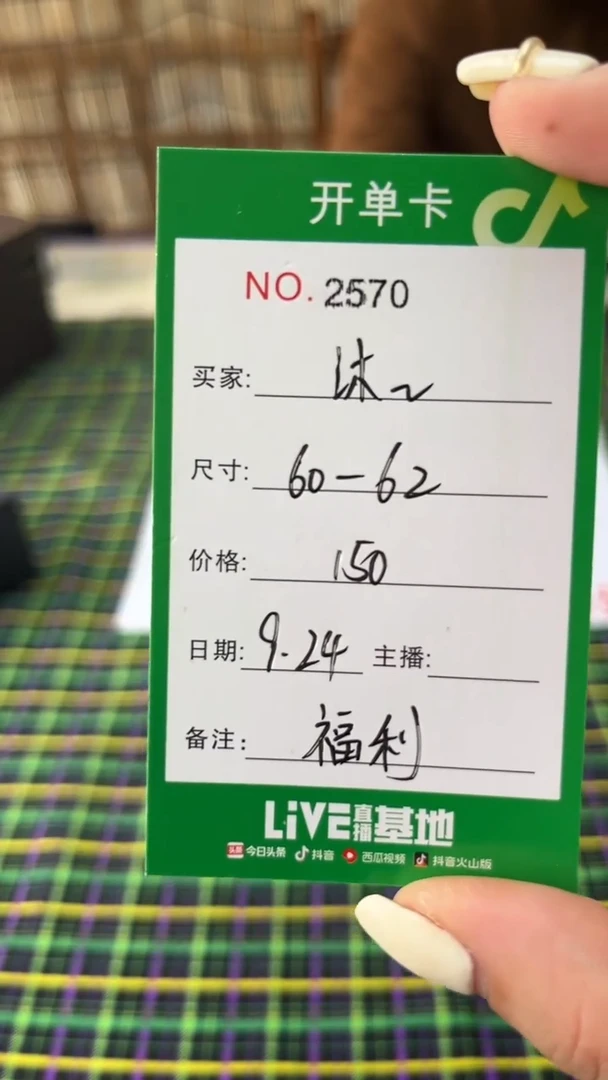 开单卡
NO. 2570
买家: 沐~
尺寸: 60-62
价格: 150
日期: 9.24 主播:
备注: 福利
LiVE直播基地
头条 今日头条 抖音 西瓜视频 抖音火山版